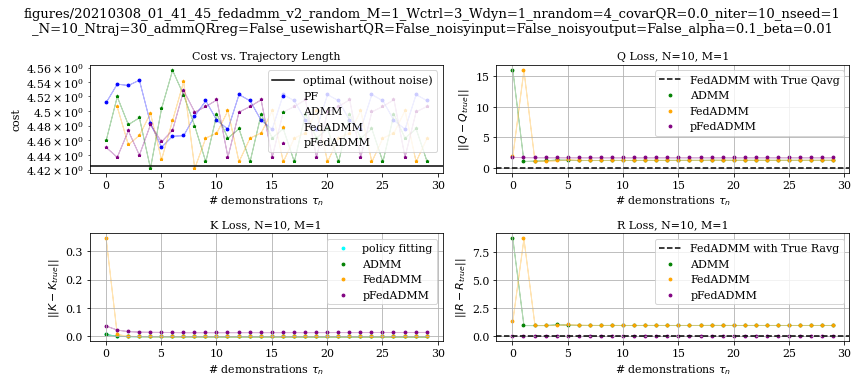 figures/20210308_01_41_45_fedadmm_v2_random_M=1_Wctrl=3_Wdyn=1_nrandom=4_covarQR=0.0_niter=10_nseed=1
_N=10_Ntraj=30_admmQRreg=False_usewishartQR=False_noisyinput=False_noisyoutput=False_alpha=0.1_beta=0.01
Cost vs. Trajectory Length
4.56 × 10⁰
4.54 × 10⁰
4.52 × 10⁰
4.50 × 10⁰
4.48 × 10⁰
4.46 × 10⁰
4.44 × 10⁰
4.42 × 10⁰
cost
optimal (without noise)
PF
ADMM
FedADMM
pFedADMM
0 5 10 15 20 25 30
# demonstrations τₙ
Q Loss, N=10, M=1
15
10
5
0
||Q − Q_true||
FedADMM with True Qavg
ADMM
FedADMM
pFedADMM
0 5 10 15 20 25 30
# demonstrations τₙ
K Loss, N=10, M=1
0.3
0.2
0.1
0.0
||K − K_true||
policy fitting
ADMM
FedADMM
pFedADMM
0 5 10 15 20 25 30
# demonstrations τₙ
R Loss, N=10, M=1
7.5
5.0
2.5
0.0
||R − R_true||
FedADMM with True Ravg
ADMM
FedADMM
pFedADMM
0 5 10 15 20 25 30
# demonstrations τₙ